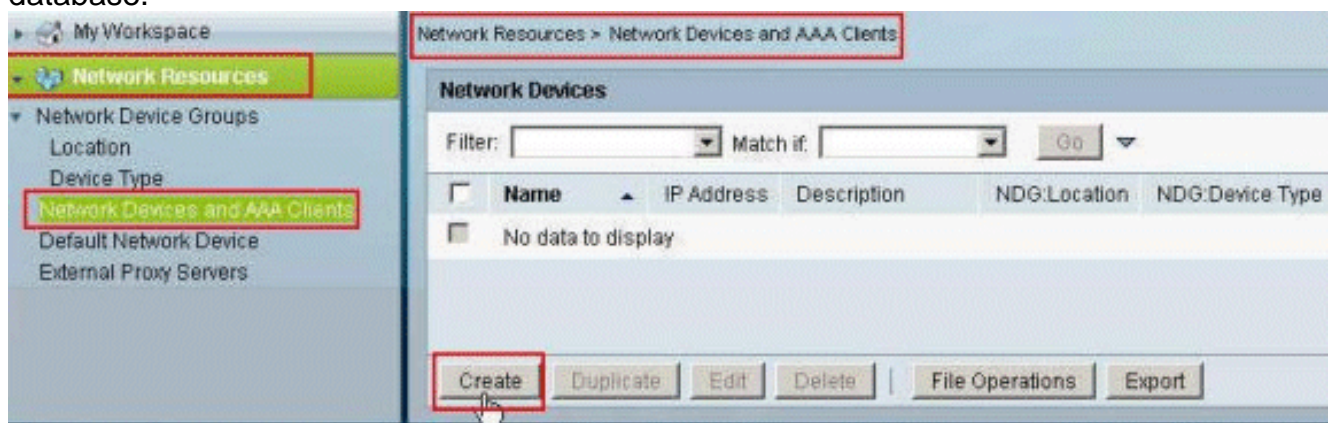 database.
My Workspace
Network Resources
Network Device Groups
Location
Device Type
Network Devices and AAA Clients
Default Network Device
External Proxy Servers
Network Resources > Network Devices and AAA Clients
Network Devices
Filter: Match if: Go
Name IP Address Description NDG:Location NDG:Device Type
No data to display
Create Duplicate Edit Delete | File Operations Export